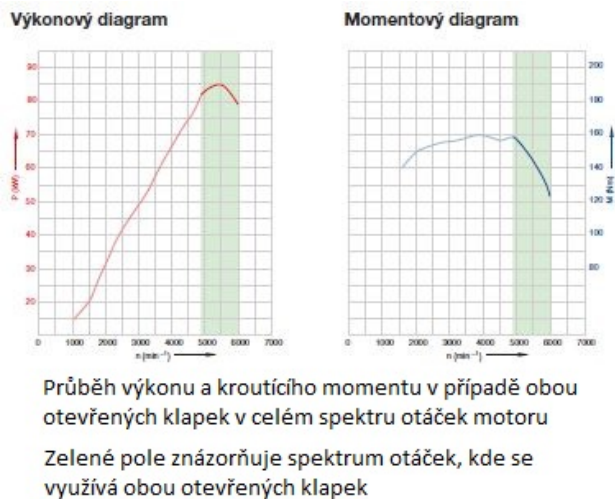 Výkonový diagram
Momentový diagram
90
80
70
60
50
40
30
20
P (kW)
0 1000 2000 3000 4000 5000 6000 7000
n (min⁻¹)
200
180
160
140
120
100
80
M (Nm)
0 1000 2000 3000 4000 5000 6000 7000
n (min⁻¹)
Průběh výkonu a kroutícího momentu v případě obou
otevřených klapek v celém spektru otáček motoru
Zelené pole znázorňuje spektrum otáček, kde se
využívá obou otevřených klapek